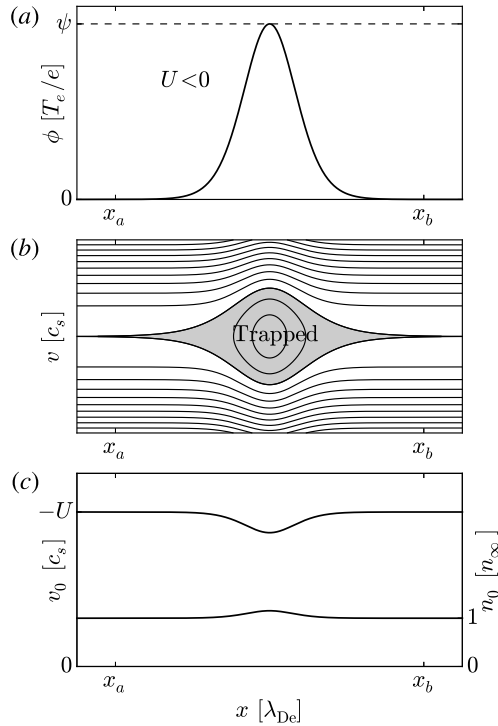 (a)
ψ
U<0
ϕ [T_e/e]
0
x_a
x_b
(b)
Trapped
v [c_s]
x_a
x_b
(c)
−U
v_0 [c_s]
n_0 [n_∞]
1
0
0
x_a
x_b
x [λ_De]